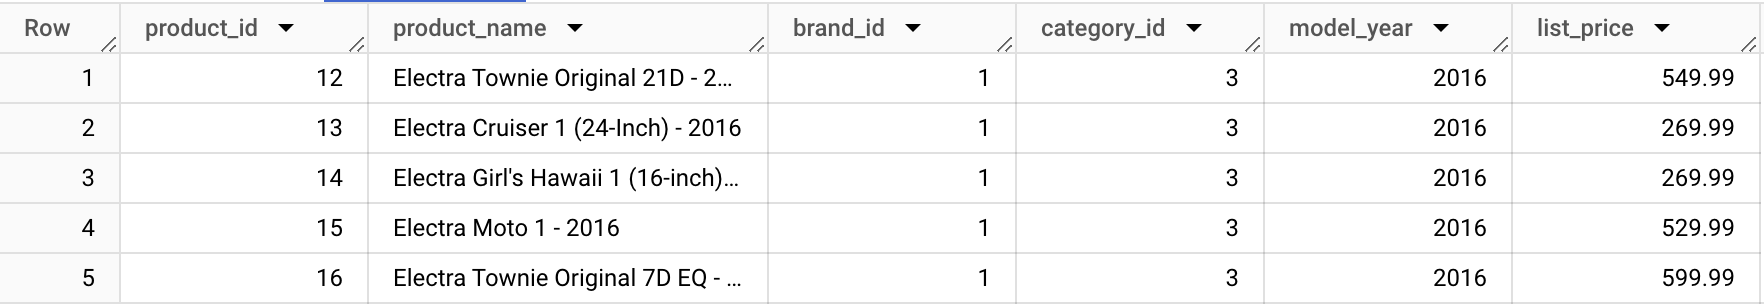 Row product_id product_name brand_id category_id model_year list_price
1 12 Electra Townie Original 21D - 2... 1 3 2016 549.99
2 13 Electra Cruiser 1 (24-Inch) - 2016 1 3 2016 269.99
3 14 Electra Girl's Hawaii 1 (16-inch)... 1 3 2016 269.99
4 15 Electra Moto 1 - 2016 1 3 2016 529.99
5 16 Electra Townie Original 7D EQ - ... 1 3 2016 599.99